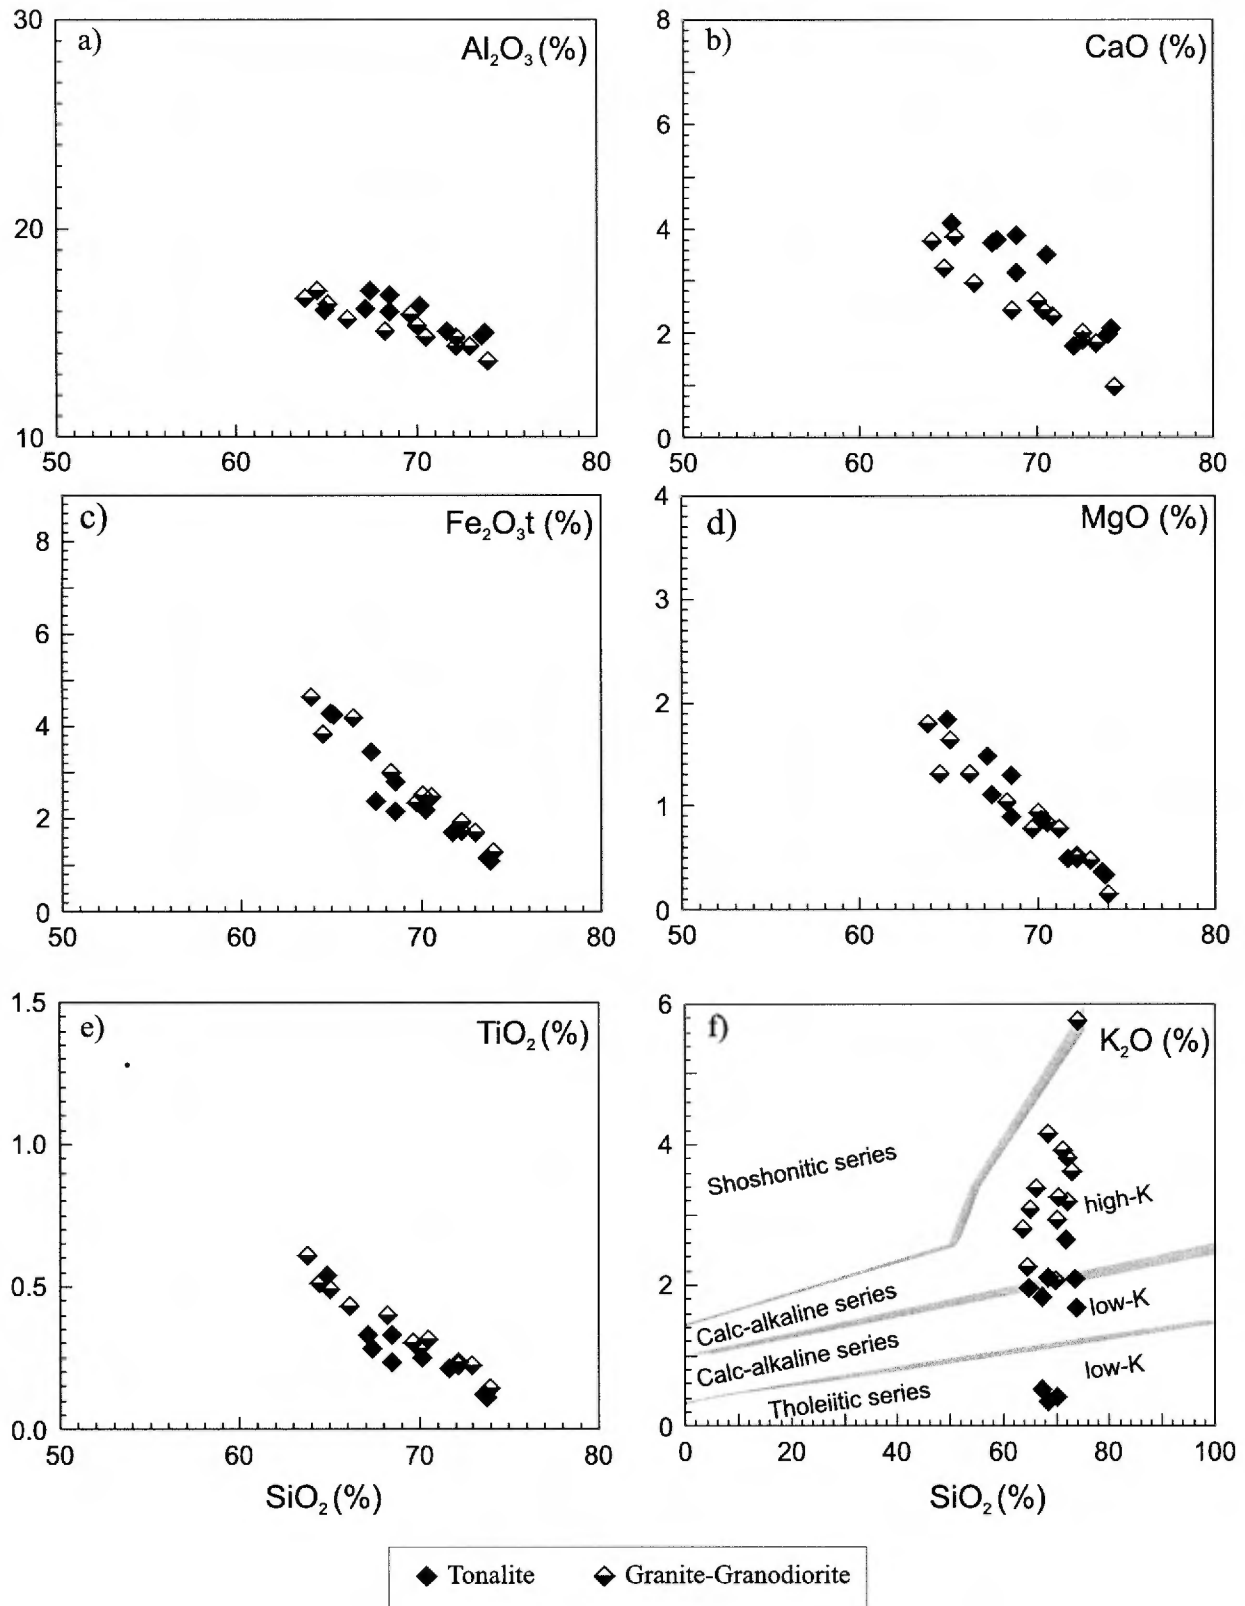 a) Al₂O₃ (%)
30
20
10
50 60 70 80
b) CaO (%)
8
6
4
2
0
50 60 70 80
c) Fe₂O₃t (%)
8
6
4
2
0
50 60 70 80
d) MgO (%)
4
3
2
1
0
50 60 70 80
e) TiO₂ (%)
1.5
1.0
0.5
0.0
50 60 70 80
SiO₂ (%)
f) K₂O (%)
6
4
2
0
Shoshonitic series
high-K
Calc-alkaline series
low-K
Calc-alkaline series
low-K
Tholeiitic series
0 20 40 60 80 100
SiO₂ (%)
Tonalite Granite-Granodiorite